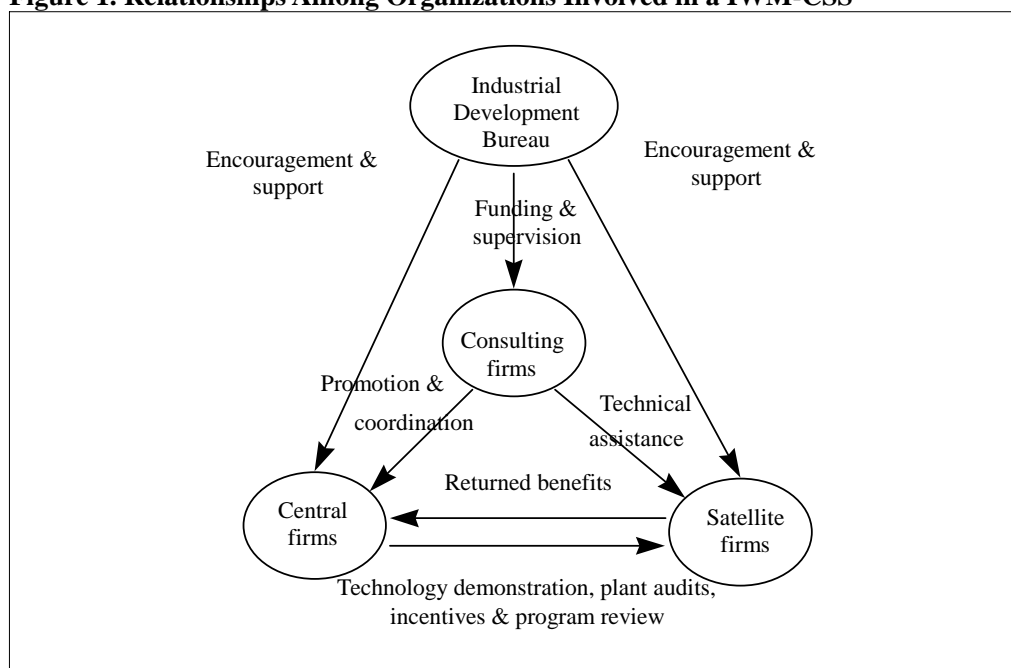 Figure 1. Relationships Among Organizations Involved in a IWM-CSS
Industrial
Development
Bureau
Encouragement &
support
Encouragement &
support
Funding &
supervision
Consulting
firms
Promotion &
coordination
Technical
assistance
Returned benefits
Central
firms
Satellite
firms
Technology demonstration, plant audits,
incentives & program review